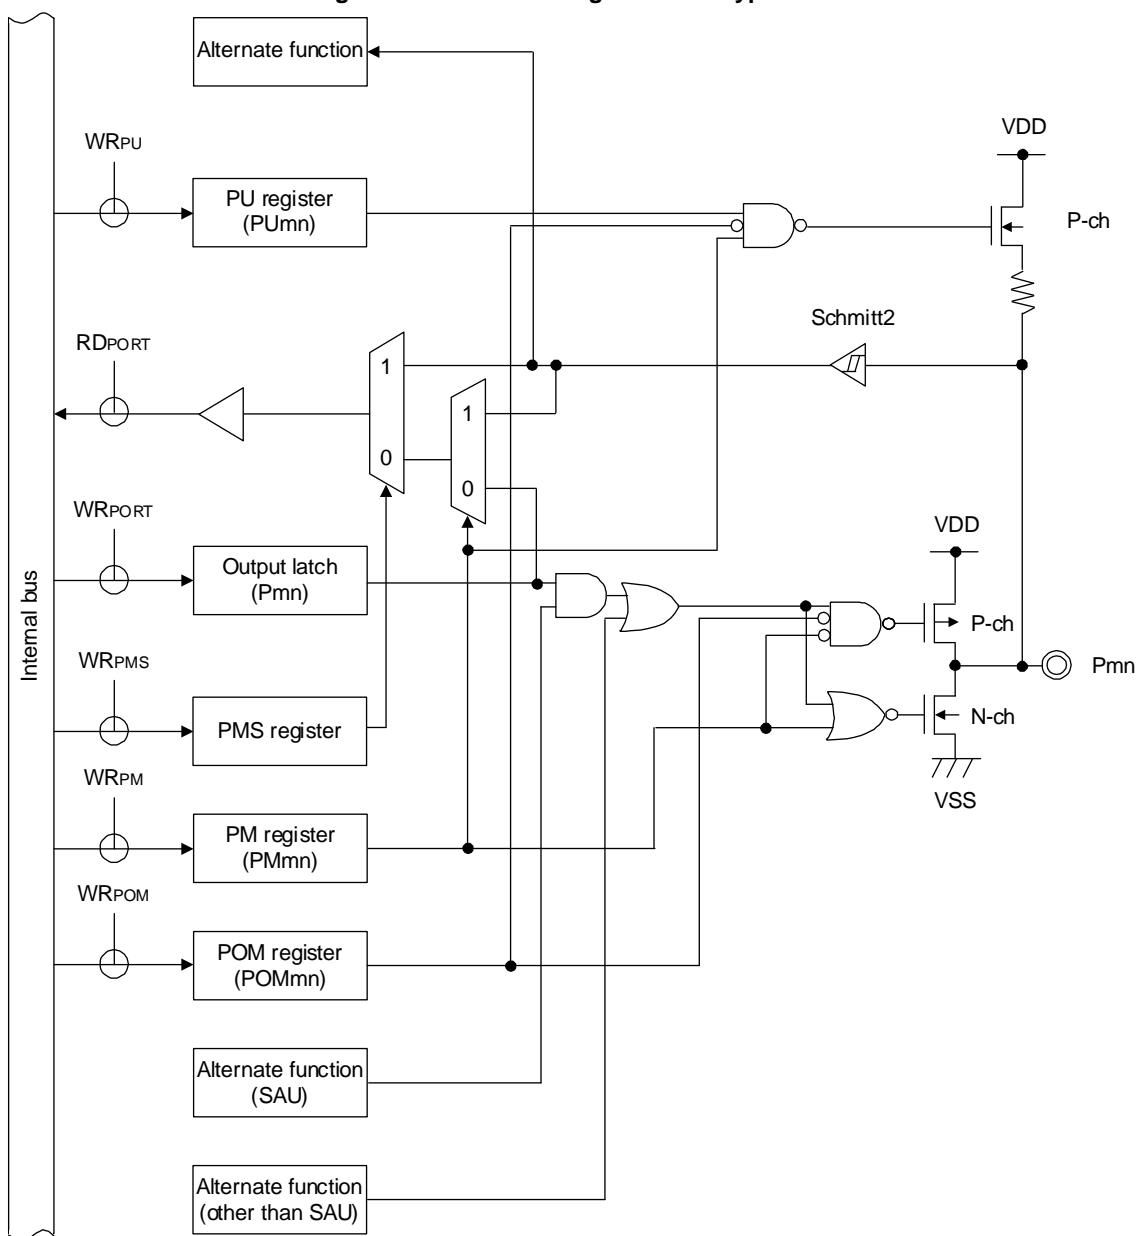 Alternate function
WRPU
VDD
PU register
(PUmn)
P-ch
RDPORT
Schmitt2
1
1
0
0
WRPORT
VDD
Output latch
(Pmn)
P-ch
Internal bus
WRPMS
Pmn
PMS register
N-ch
WRPM
VSS
PM register
(PMmn)
WRPOM
POM register
(POMmn)
Alternate function
(SAU)
Alternate function
(other than SAU)